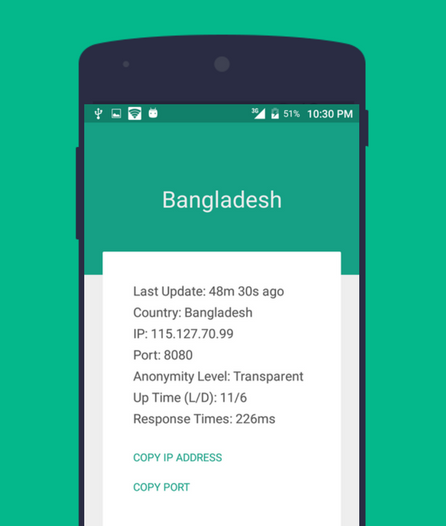 3G 51% 10:30 PM
Bangladesh
Last Update: 48m 30s ago
Country: Bangladesh
IP: 115.127.70.99
Port: 8080
Anonymity Level: Transparent
Up Time (L/D): 11/6
Response Times: 226ms
COPY IP ADDRESS
COPY PORT